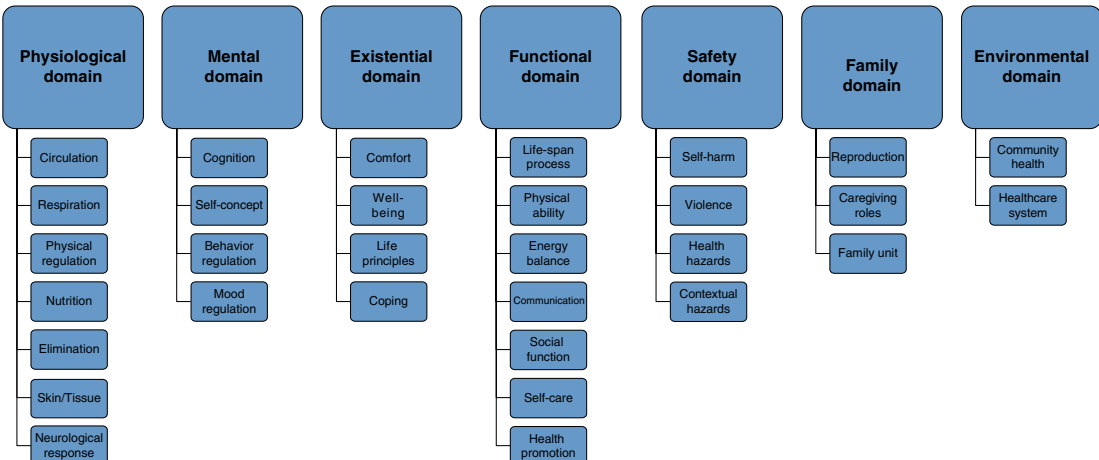 Physiological
domain
Circulation
Respiration
Physical
regulation
Nutrition
Elimination
Skin/Tissue
Neurological
response
Mental
domain
Cognition
Self-concept
Behavior
regulation
Mood
regulation
Existential
domain
Comfort
Well-
being
Life
principles
Coping
Functional
domain
Life-span
process
Physical
ability
Energy
balance
Communication
Social
function
Self-care
Health
promotion
Safety
domain
Self-harm
Violence
Health
hazards
Contextual
hazards
Family
domain
Reproduction
Caregiving
roles
Family unit
Environmental
domain
Community
health
Healthcare
system